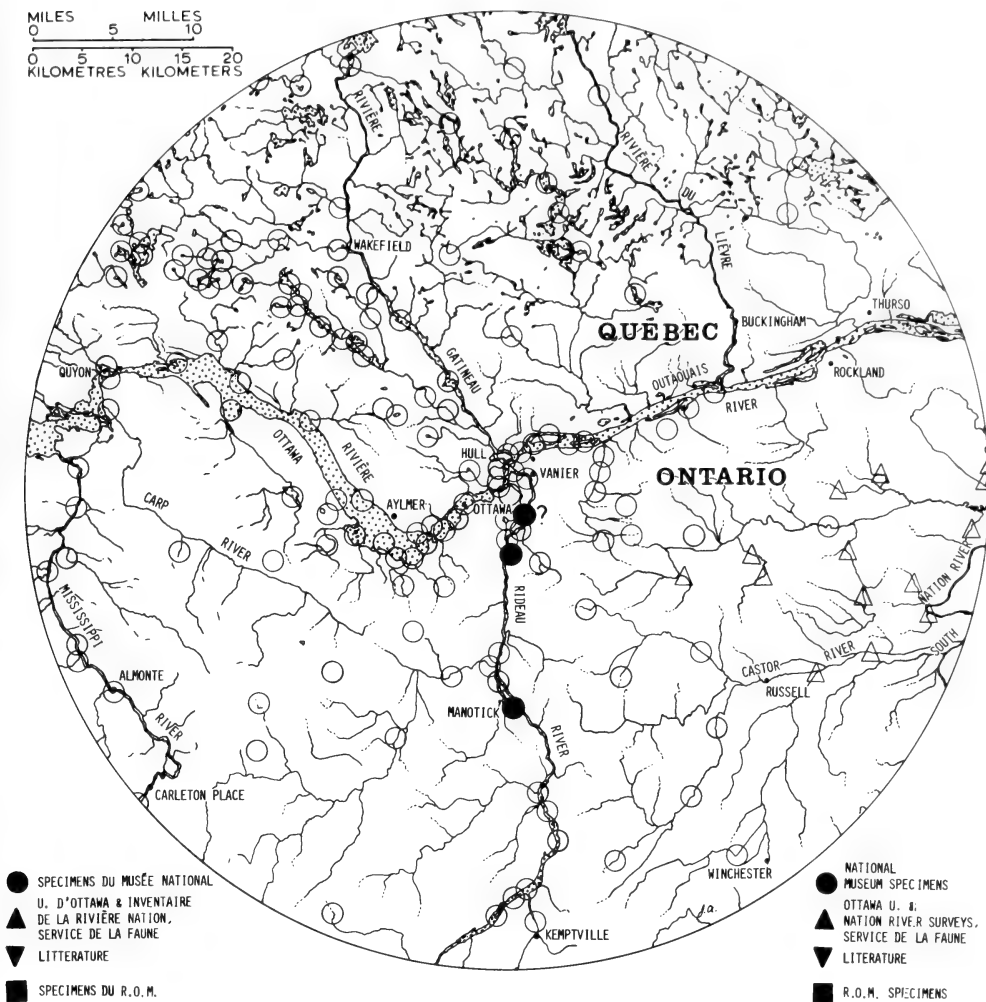 MILES MILLES
0 5 10
0 5 10 15 20
KILOMETRES KILOMETERS
RIVIÈRE
RIVIÈRE
DU
LIÈVRE
WAKEFIELD
THURSO
BUCKINGHAM
QUÉBEC
GATINEAU
QUYON
OUTAOUAIS
ROCKLAND
RIVER
OTTAWA
RIVIÈRE
HULL
VANIER
ONTARIO
CARP
AYLMER
OTTAWA
?
RIVER
NATION RIVER
RIDEAU
MISSISSIPPI
CASTOR
RIVER
SOUTH
RUSSELL
ALMONTE
MANOTICK
RIVER
RIVER
CARLETON PLACE
WINCHESTER
j.a.
KEMPTVILLE
SPECIMENS DU MUSÉE NATIONAL
U. D'OTTAWA & INVENTAIRE
DE LA RIVIÈRE NATION,
SERVICE DE LA FAUNE
LITTERATURE
SPECIMENS DU R.O.M.
NATIONAL
MUSEUM SPECIMENS
OTTAWA U. &
NATION RIVER SURVEYS,
SERVICE DE LA FAUNE
LITERATURE
R.O.M. SPECIMENS